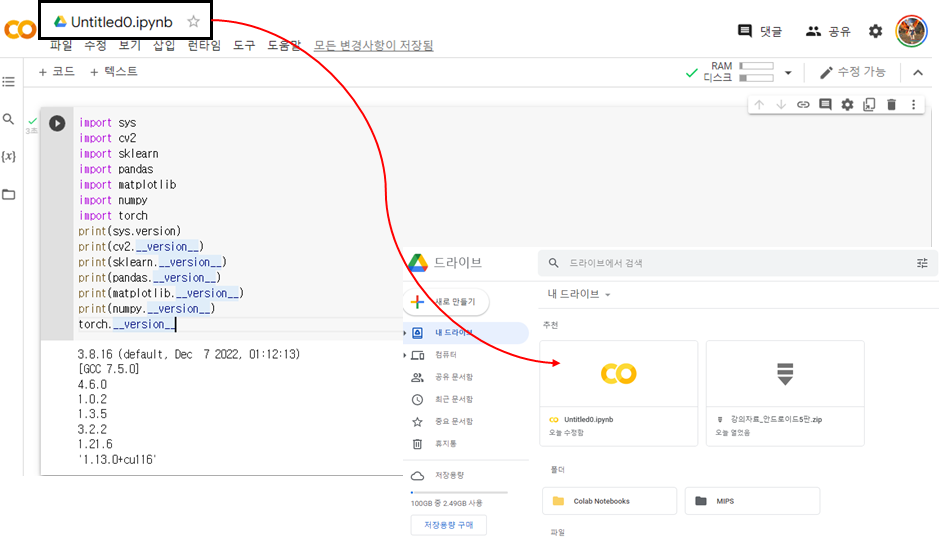 Untitled0.ipynb
파일 수정 보기 삽입 런타임 도구 도움말 모든 변경사항이 저장됨
댓글 공유
+ 코드 + 텍스트
RAM
디스크
수정 가능
3초
{x}
import sys
import cv2
import sklearn
import pandas
import matplotlib
import numpy
import torch
print(sys.version)
print(cv2.__version__)
print(sklearn.__version__)
print(pandas.__version__)
print(matplotlib.__version__)
print(numpy.__version__)
torch.__version__
3.8.16 (default, Dec  7 2022, 01:12:13)
[GCC 7.5.0]
4.6.0
1.0.2
1.3.5
3.2.2
1.21.6
'1.13.0+cu116'
드라이브
드라이브에서 검색
새로 만들기
내 드라이브
컴퓨터
공유 문서함
최근 문서함
중요 문서함
휴지통
저장용량
100GB 중 2.49GB 사용
저장용량 구매
내 드라이브
추천
Untitled0.ipynb
오늘 수정함
강의자료_안드로이드5판.zip
오늘 열었음
폴더
Colab Notebooks
MIPS
파일